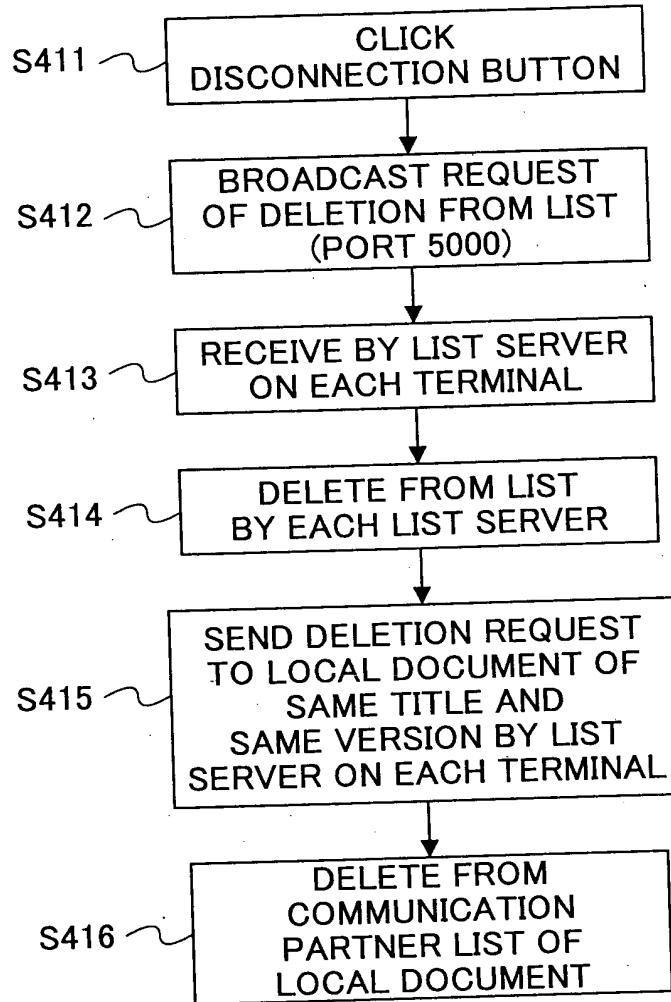 S411
CLICK
DISCONNECTION BUTTON
S412
BROADCAST REQUEST
OF DELETION FROM LIST
(PORT 5000)
S413
RECEIVE BY LIST SERVER
ON EACH TERMINAL
S414
DELETE FROM LIST
BY EACH LIST SERVER
S415
SEND DELETION REQUEST
TO LOCAL DOCUMENT OF
SAME TITLE AND
SAME VERSION BY LIST
SERVER ON EACH TERMINAL
S416
DELETE FROM
COMMUNICATION
PARTNER LIST OF
LOCAL DOCUMENT